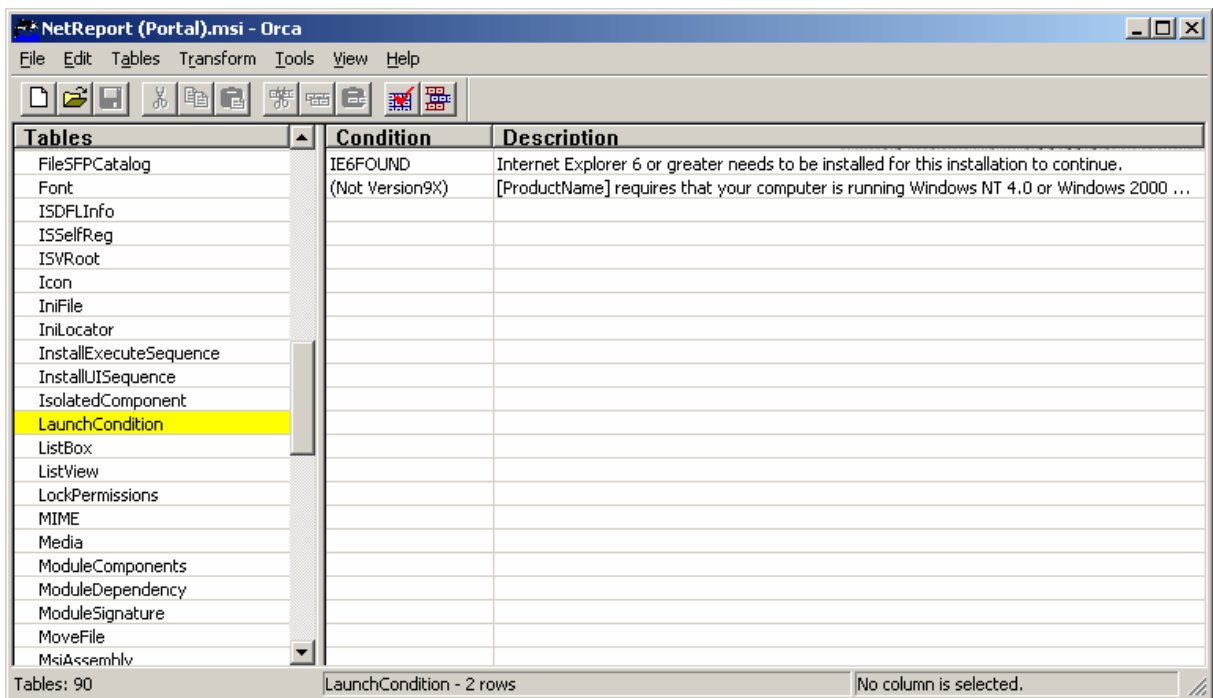 NetReport (Portal).msi - Orca
File Edit Tables Transform Tools View Help
Tables
FileSFPCatalog
Font
ISDFLInfo
ISSelfReg
ISVRoot
Icon
IniFile
IniLocator
InstallExecuteSequence
InstallUISequence
IsolatedComponent
LaunchCondition
ListBox
ListView
LockPermissions
MIME
Media
ModuleComponents
ModuleDependency
ModuleSignature
MoveFile
MsiAssembly
Condition Description
IE6FOUND Internet Explorer 6 or greater needs to be installed for this installation to continue.
(Not Version9X) [ProductName] requires that your computer is running Windows NT 4.0 or Windows 2000 ...
Tables: 90 LaunchCondition - 2 rows No column is selected.